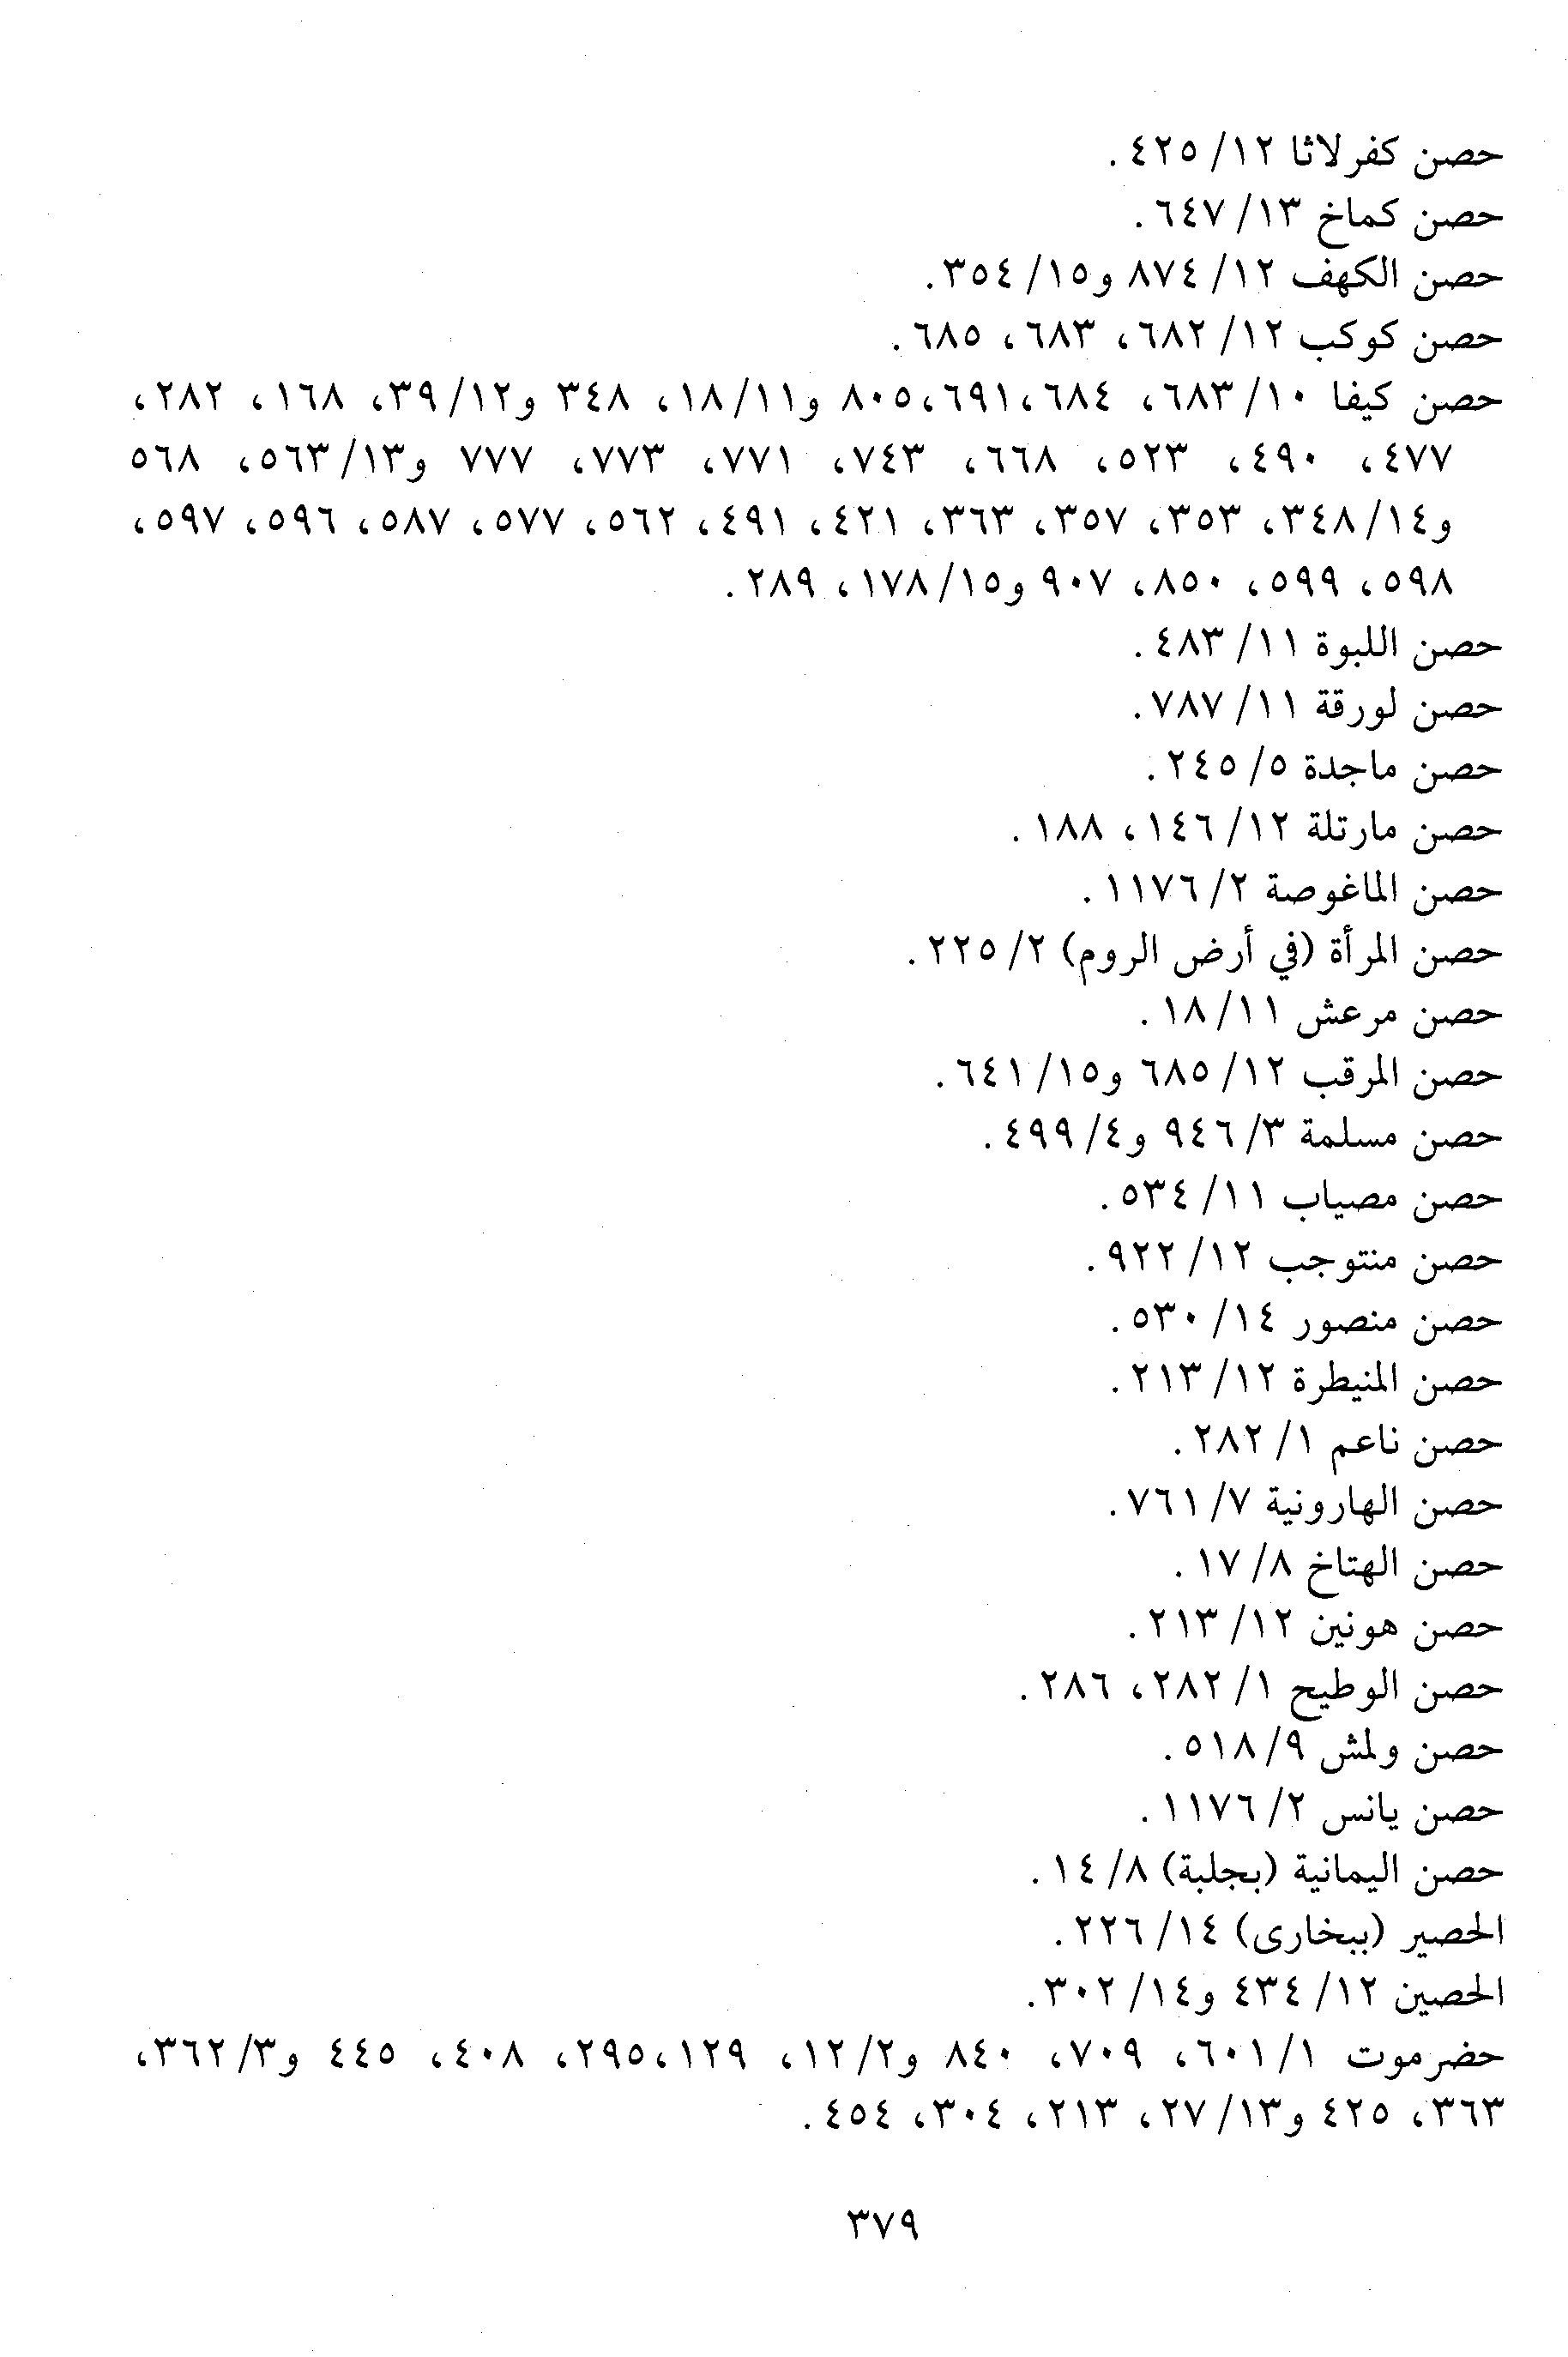 حصن كفرلاثا ١٢/ ٤٢٥.
حصن كماخ ١٣/ ٦٤٧.
حصن الكهف ١٢/ ٨٧٤ و١٥/ ٣٥٤.
حصن كوكب ١٢/ ٦٨٢، ٦٨٣، ٦٨٥.
حصن كيفا ١٠/ ٦٨٣، ٦٨٤،٦٩١،٨٠٥ و١١/ ١٨، ٣٤٨ و١٢/ ٣٩، ١٦٨، ٢٨٢،
٤٧٧، ٤٩٠، ٥٢٣، ٦٦٨، ٧٤٣، ٧٧١، ٧٧٣، ٧٧٧ و١٣/ ٥٦٣، ٥٦٨
و١٤/ ٣٤٨، ٣٥٣، ٣٥٧، ٣٦٣، ٤٢١، ٤٩١، ٥٦٢، ٥٧٧، ٥٨٧، ٥٩٦، ٥٩٧،
٥٩٨، ٥٩٩، ٨٥٠، ٩٠٧ و١٥/ ١٧٨، ٢٨٩.
حصن اللبوة ١١/ ٤٨٣.
حصن لورقة ١١/ ٧٨٧.
حصن ماجدة ٥/ ٢٤٥.
حصن مارتلة ١٢/ ١٤٦، ١٨٨.
حصن الماغوصة ٢/ ١١٧٦.
حصن المرأة (في أرض الروم) ٢/ ٢٢٥.
حصن مرعش ١١/ ١٨.
حصن المرقب ١٢/ ٦٨٥ و١٥/ ٦٤١.
حصن مسلمة ٣/ ٩٤٦ و٤/ ٤٩٩.
حصن مصياب ١١/ ٥٣٤.
حصن منتوجب ١٢/ ٩٢٢.
حصن منصور ١٤/ ٥٣٠.
حصن المنيطرة ١٢/ ٢١٣.
حصن ناعم ١/ ٢٨٢.
حصن الهارونية ٧/ ٧٦١.
حصن الهتاخ ٨/ ١٧.
حصن هونين ١٢/ ٢١٣.
حصن الوطيح ١/ ٢٨٢، ٢٨٦.
حصن ولمش ٩/ ٥١٨.
حصن يانس ٢/ ١١٧٦.
حصن اليمانية (بجلبة) ٨/ ١٤.
الحصير (ببخارى) ١٤/ ٢٢٦.
الحصين ١٢/ ٤٣٤ و١٤/ ٣٠٢.
حضرموت ١/ ٦٠١، ٧٠٩، ٨٤٠ و٢/ ١٢، ١٢٩،٢٩٥، ٤٠٨، ٤٤٥ و٣/ ٣٦٢،
٣٦٣، ٤٢٥ و١٣/ ٢٧، ٢١٣، ٣٠٤، ٤٥٤.
٣٧٩